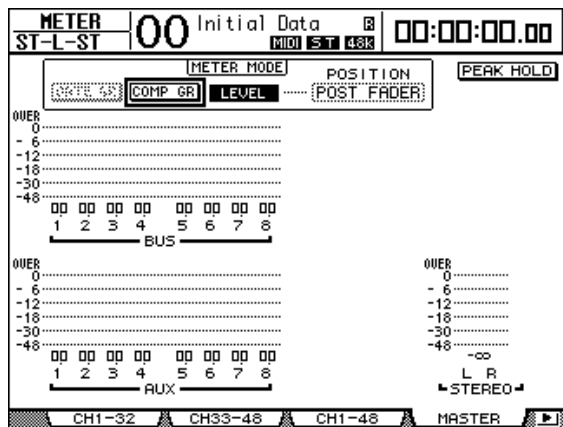 METER
ST-L-ST
00 Initial Data R
MIDI S T 48K
00:00:00.00
METER MODE
POSITION
PEAK HOLD
GATE GR COMP GR LEVEL POST FADER
OVER
0
- 6
-12
-18
-30
-48
00 00 00 00 00 00 00 00
1 2 3 4 5 6 7 8
BUS
OVER
0
- 6
-12
-18
-30
-48
00 00 00 00 00 00 00 00
1 2 3 4 5 6 7 8
AUX
OVER
0
- 6
-12
-18
-30
-48
-∞
L R
STEREO
CH1-32 CH33-48 CH1-48 MASTER